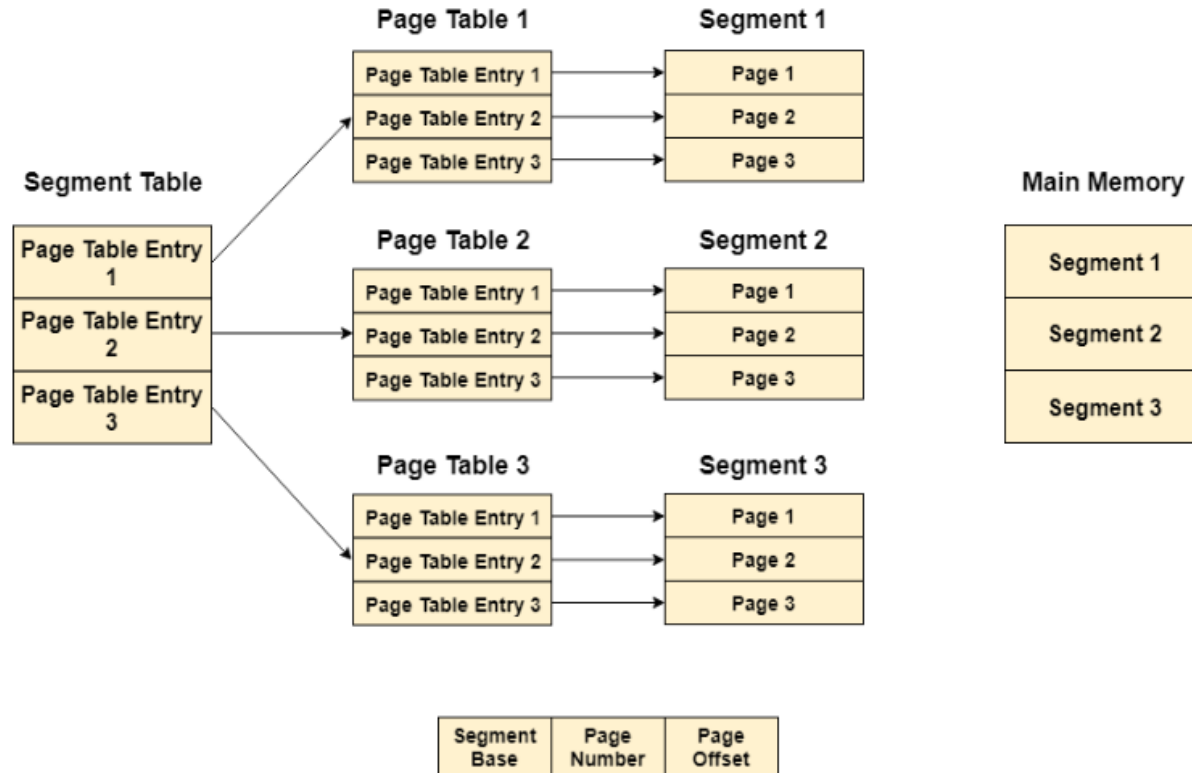 Page Table 1
Segment 1
Page Table Entry 1
Page 1
Page Table Entry 2
Page 2
Page Table Entry 3
Page 3
Segment Table
Page Table Entry
1
Page Table Entry
2
Page Table Entry
3
Page Table 2
Segment 2
Page Table Entry 1
Page 1
Page Table Entry 2
Page 2
Page Table Entry 3
Page 3
Main Memory
Segment 1
Segment 2
Segment 3
Page Table 3
Segment 3
Page Table Entry 1
Page 1
Page Table Entry 2
Page 2
Page Table Entry 3
Page 3
Segment
Base
Page
Number
Page
Offset